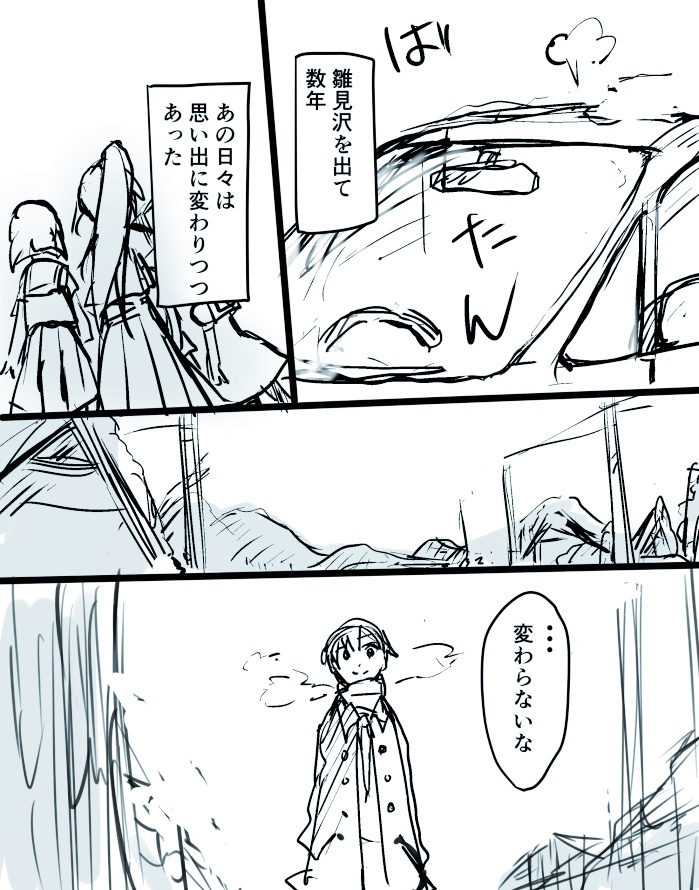 ばたん
雛見沢を出て
数年
あの日々は
思い出に変わりつつ
あった
…変わらないな